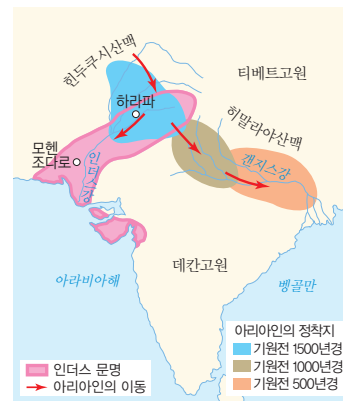 힌두쿠시산맥
티베트고원
하라파
히말라야산맥
모헨
조다로
인더스강
갠지스강
데칸고원
아라비아해
벵골만
아리아인의 정착지
기원전 1500년경
기원전 1000년경
기원전 500년경
인더스 문명
아리아인의 이동